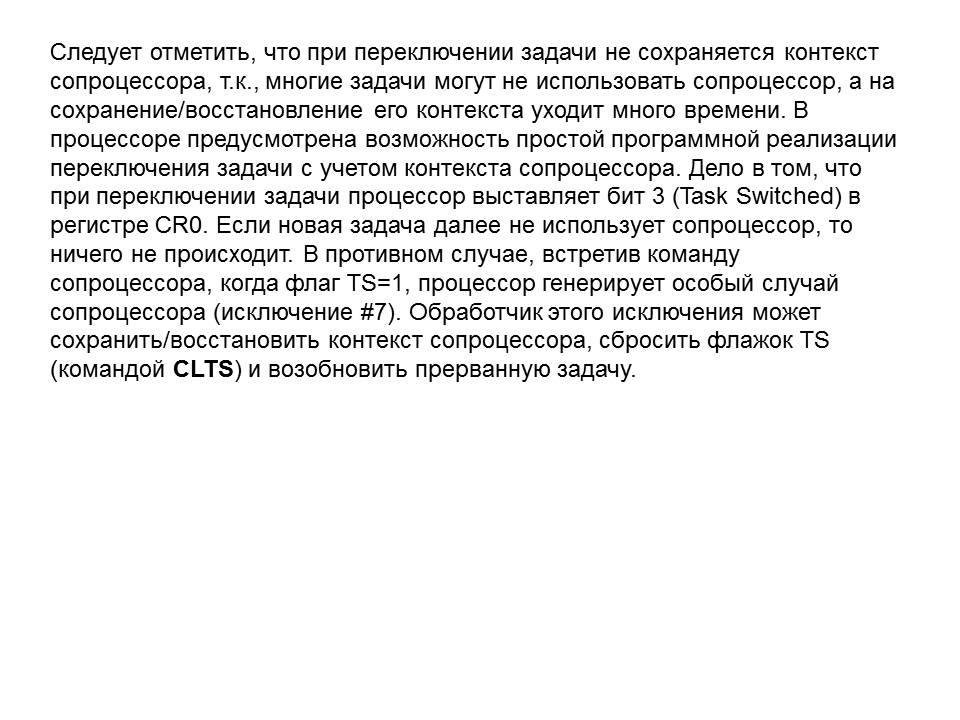 Следует отметить, что при переключении задачи не сохраняется контекст
сопроцессора, т.к., многие задачи могут не использовать сопроцессор, а на
сохранение/восстановление его контекста уходит много времени. В
процессоре предусмотрена возможность простой программной реализации
переключения задачи с учетом контекста сопроцессора. Дело в том, что
при переключении задачи процессор выставляет бит 3 (Task Switched) в
регистре CR0. Если новая задача далее не использует сопроцессор, то
ничего не происходит. В противном случае, встретив команду
сопроцессора, когда флаг TS=1, процессор генерирует особый случай
сопроцессора (исключение #7). Обработчик этого исключения может
сохранить/восстановить контекст сопроцессора, сбросить флажок TS
(командой CLTS) и возобновить прерванную задачу.